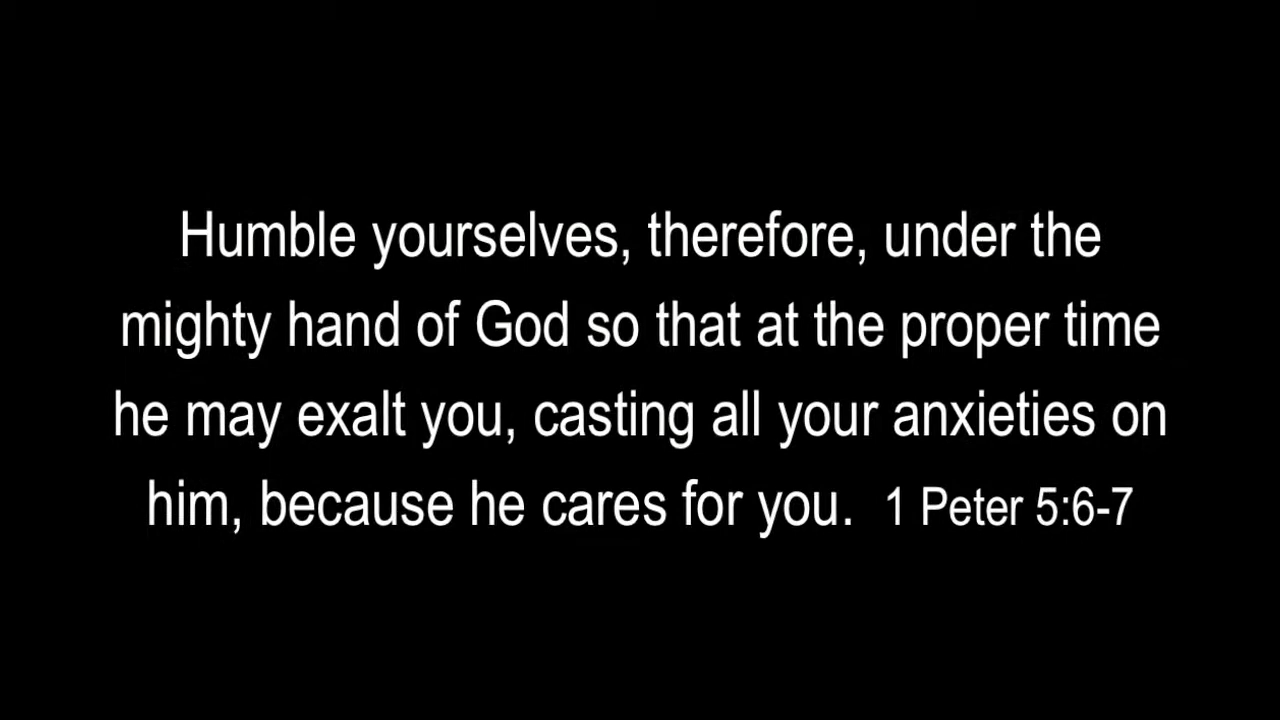 Humble yourselves, therefore, under the
mighty hand of God so that at the proper time
he may exalt you, casting all your anxieties on
him, because he cares for you.  1 Peter 5:6-7